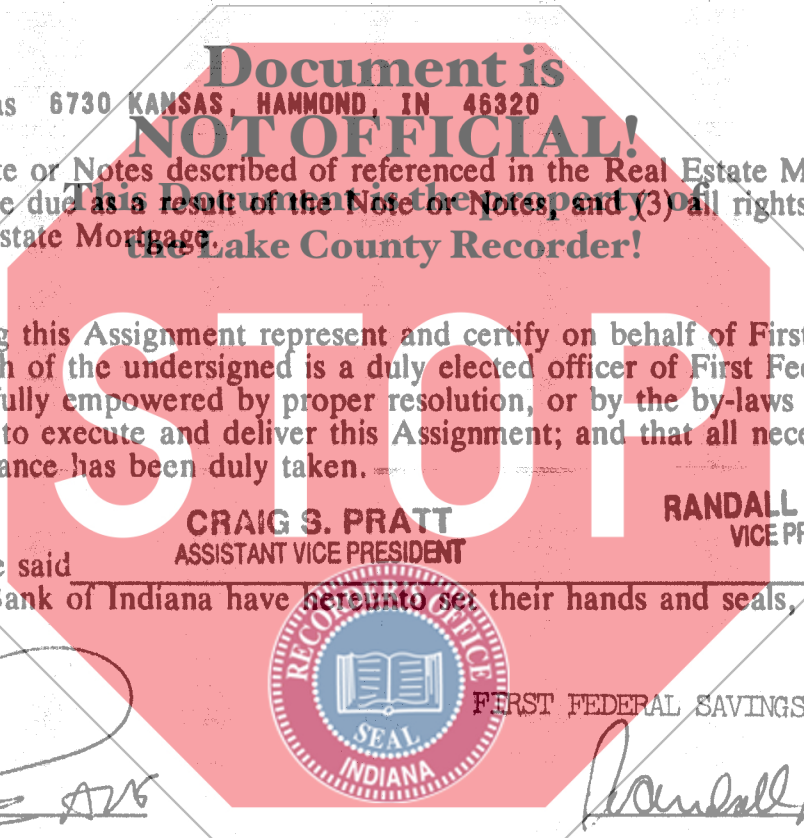 Document is
as 6730 KANSAS, HAMMOND, IN 46320
NOT OFFICIAL!
te or Notes described of referenced in the Real Estate M
This Document is the property of
e due as a result of the Note or Notes, and (3) all rights
state Mortgage.
the Lake County Recorder!
STOP
g this Assignment represent and certify on behalf of First
h of the undersigned is a duly elected officer of First Fed
fully empowered by proper resolution, or by the by-laws
to execute and deliver this Assignment; and that all nece
ance has been duly taken.
CRAIG S. PRATT
RANDALL
ASSISTANT VICE PRESIDENT
VICE PR
e said
Bank of Indiana have hereunto set their hands and seals,
RECORDER'S OFFICE
SEAL
INDIANA
FIRST FEDERAL SAVINGS
AVP
Randall